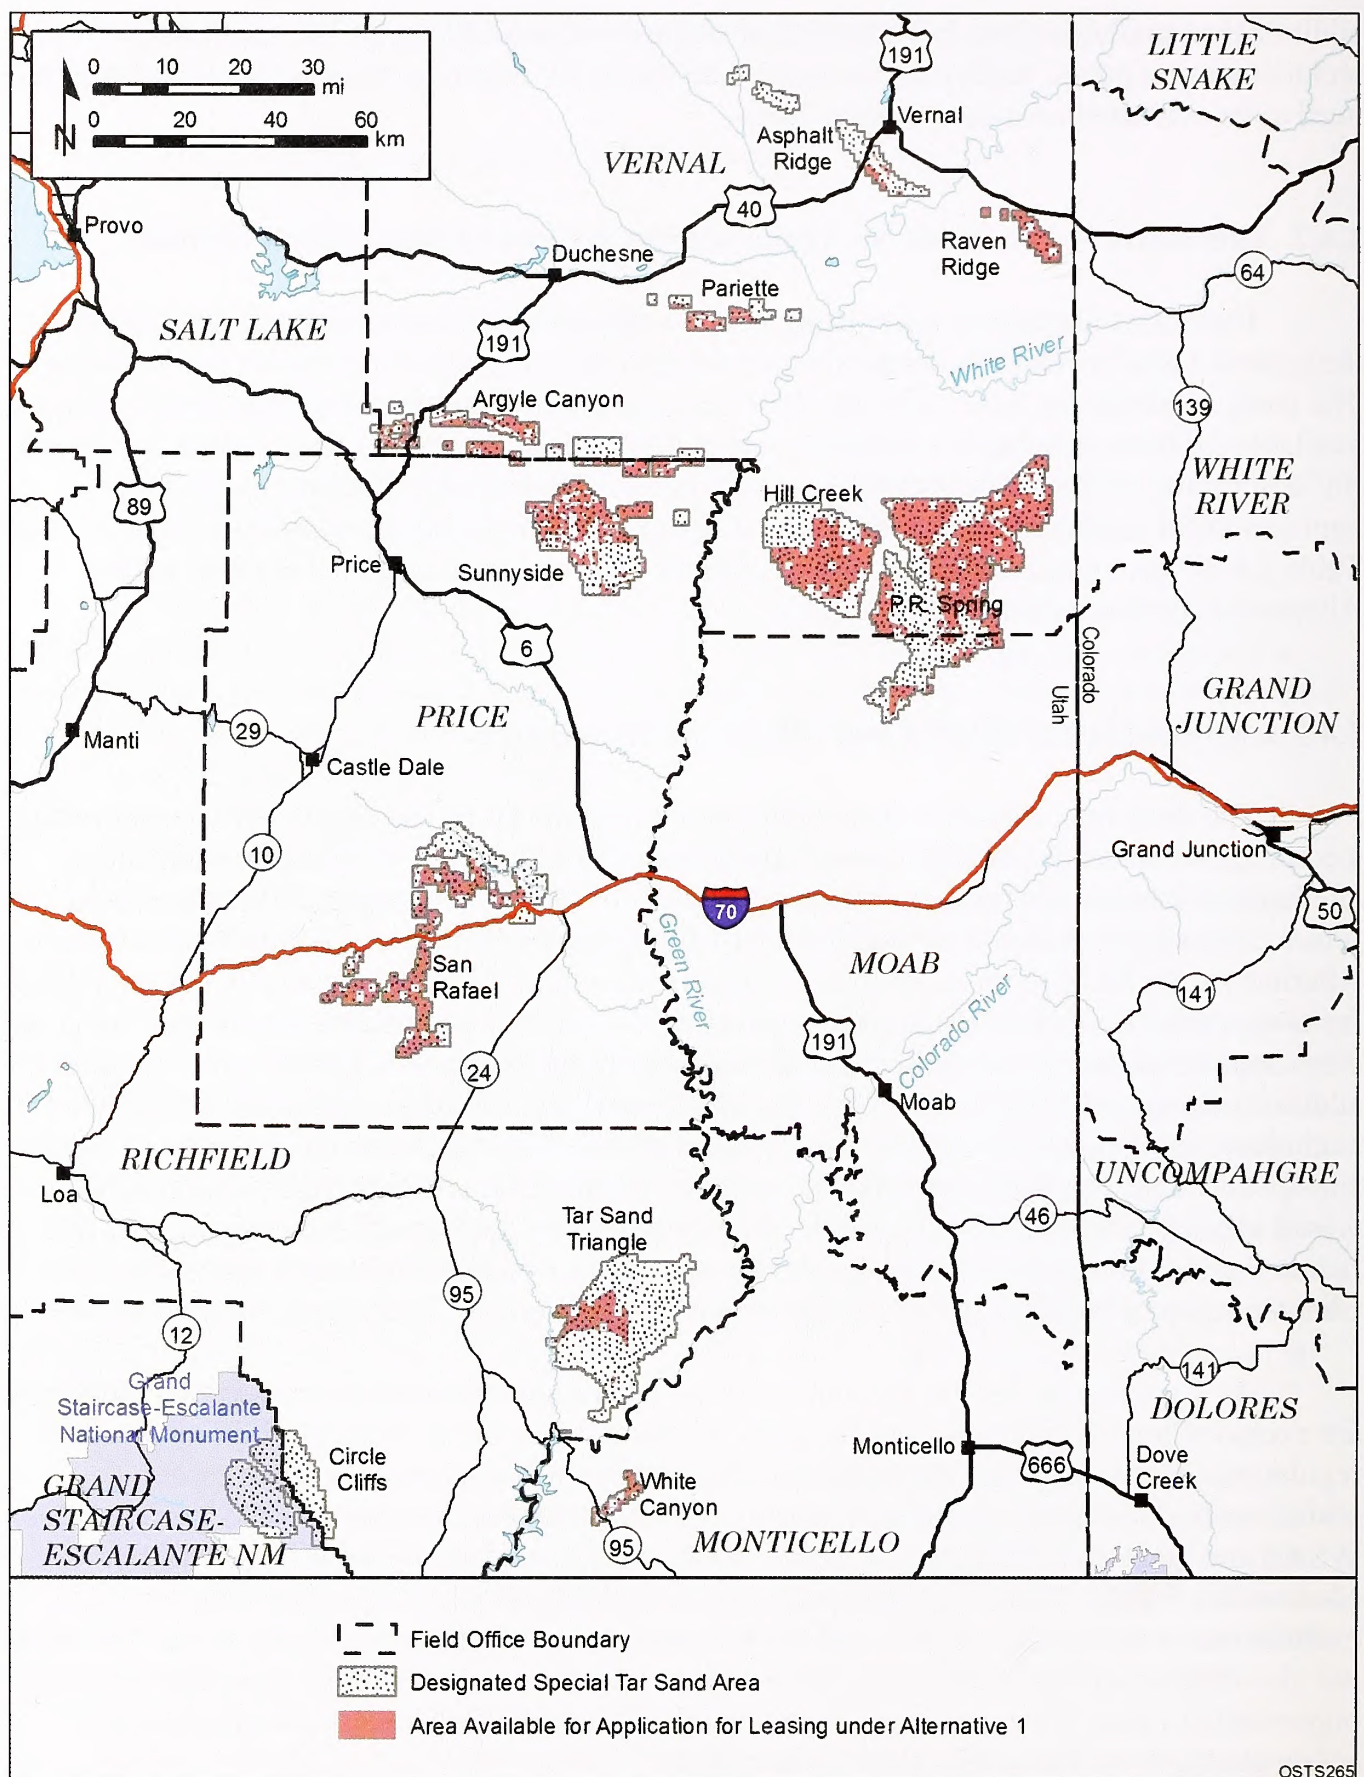 0 10 20 30
mi
0 20 40 60
km
N
191
LITTLE
SNAKE
Vernal
Asphalt
Ridge
VERNAL
40
Provo
Duchesne
Raven
Ridge
64
Pariette
SALT LAKE
191
White River
Argyle Canyon
139
WHITE
RIVER
89
Hill Creek
Price
Sunnyside
P.R. Spring
6
Colorado
Utah
GRAND
JUNCTION
PRICE
29
Manti
Castle Dale
10
Grand Junction
70
50
Green River
San
Rafael
MOAB
141
Colorado River
191
24
Moab
RICHFIELD
UNCOMPAHGRE
Loa
Tar Sand
Triangle
46
95
12
141
Grand
Staircase-Escalante
National Monument
DOLORES
Circle
Cliffs
Monticello
666
Dove
Creek
White
Canyon
GRAND
STAIRCASE-
ESCALANTE NM
95
MONTICELLO
Field Office Boundary
Designated Special Tar Sand Area
Area Available for Application for Leasing under Alternative 1
OSTS265